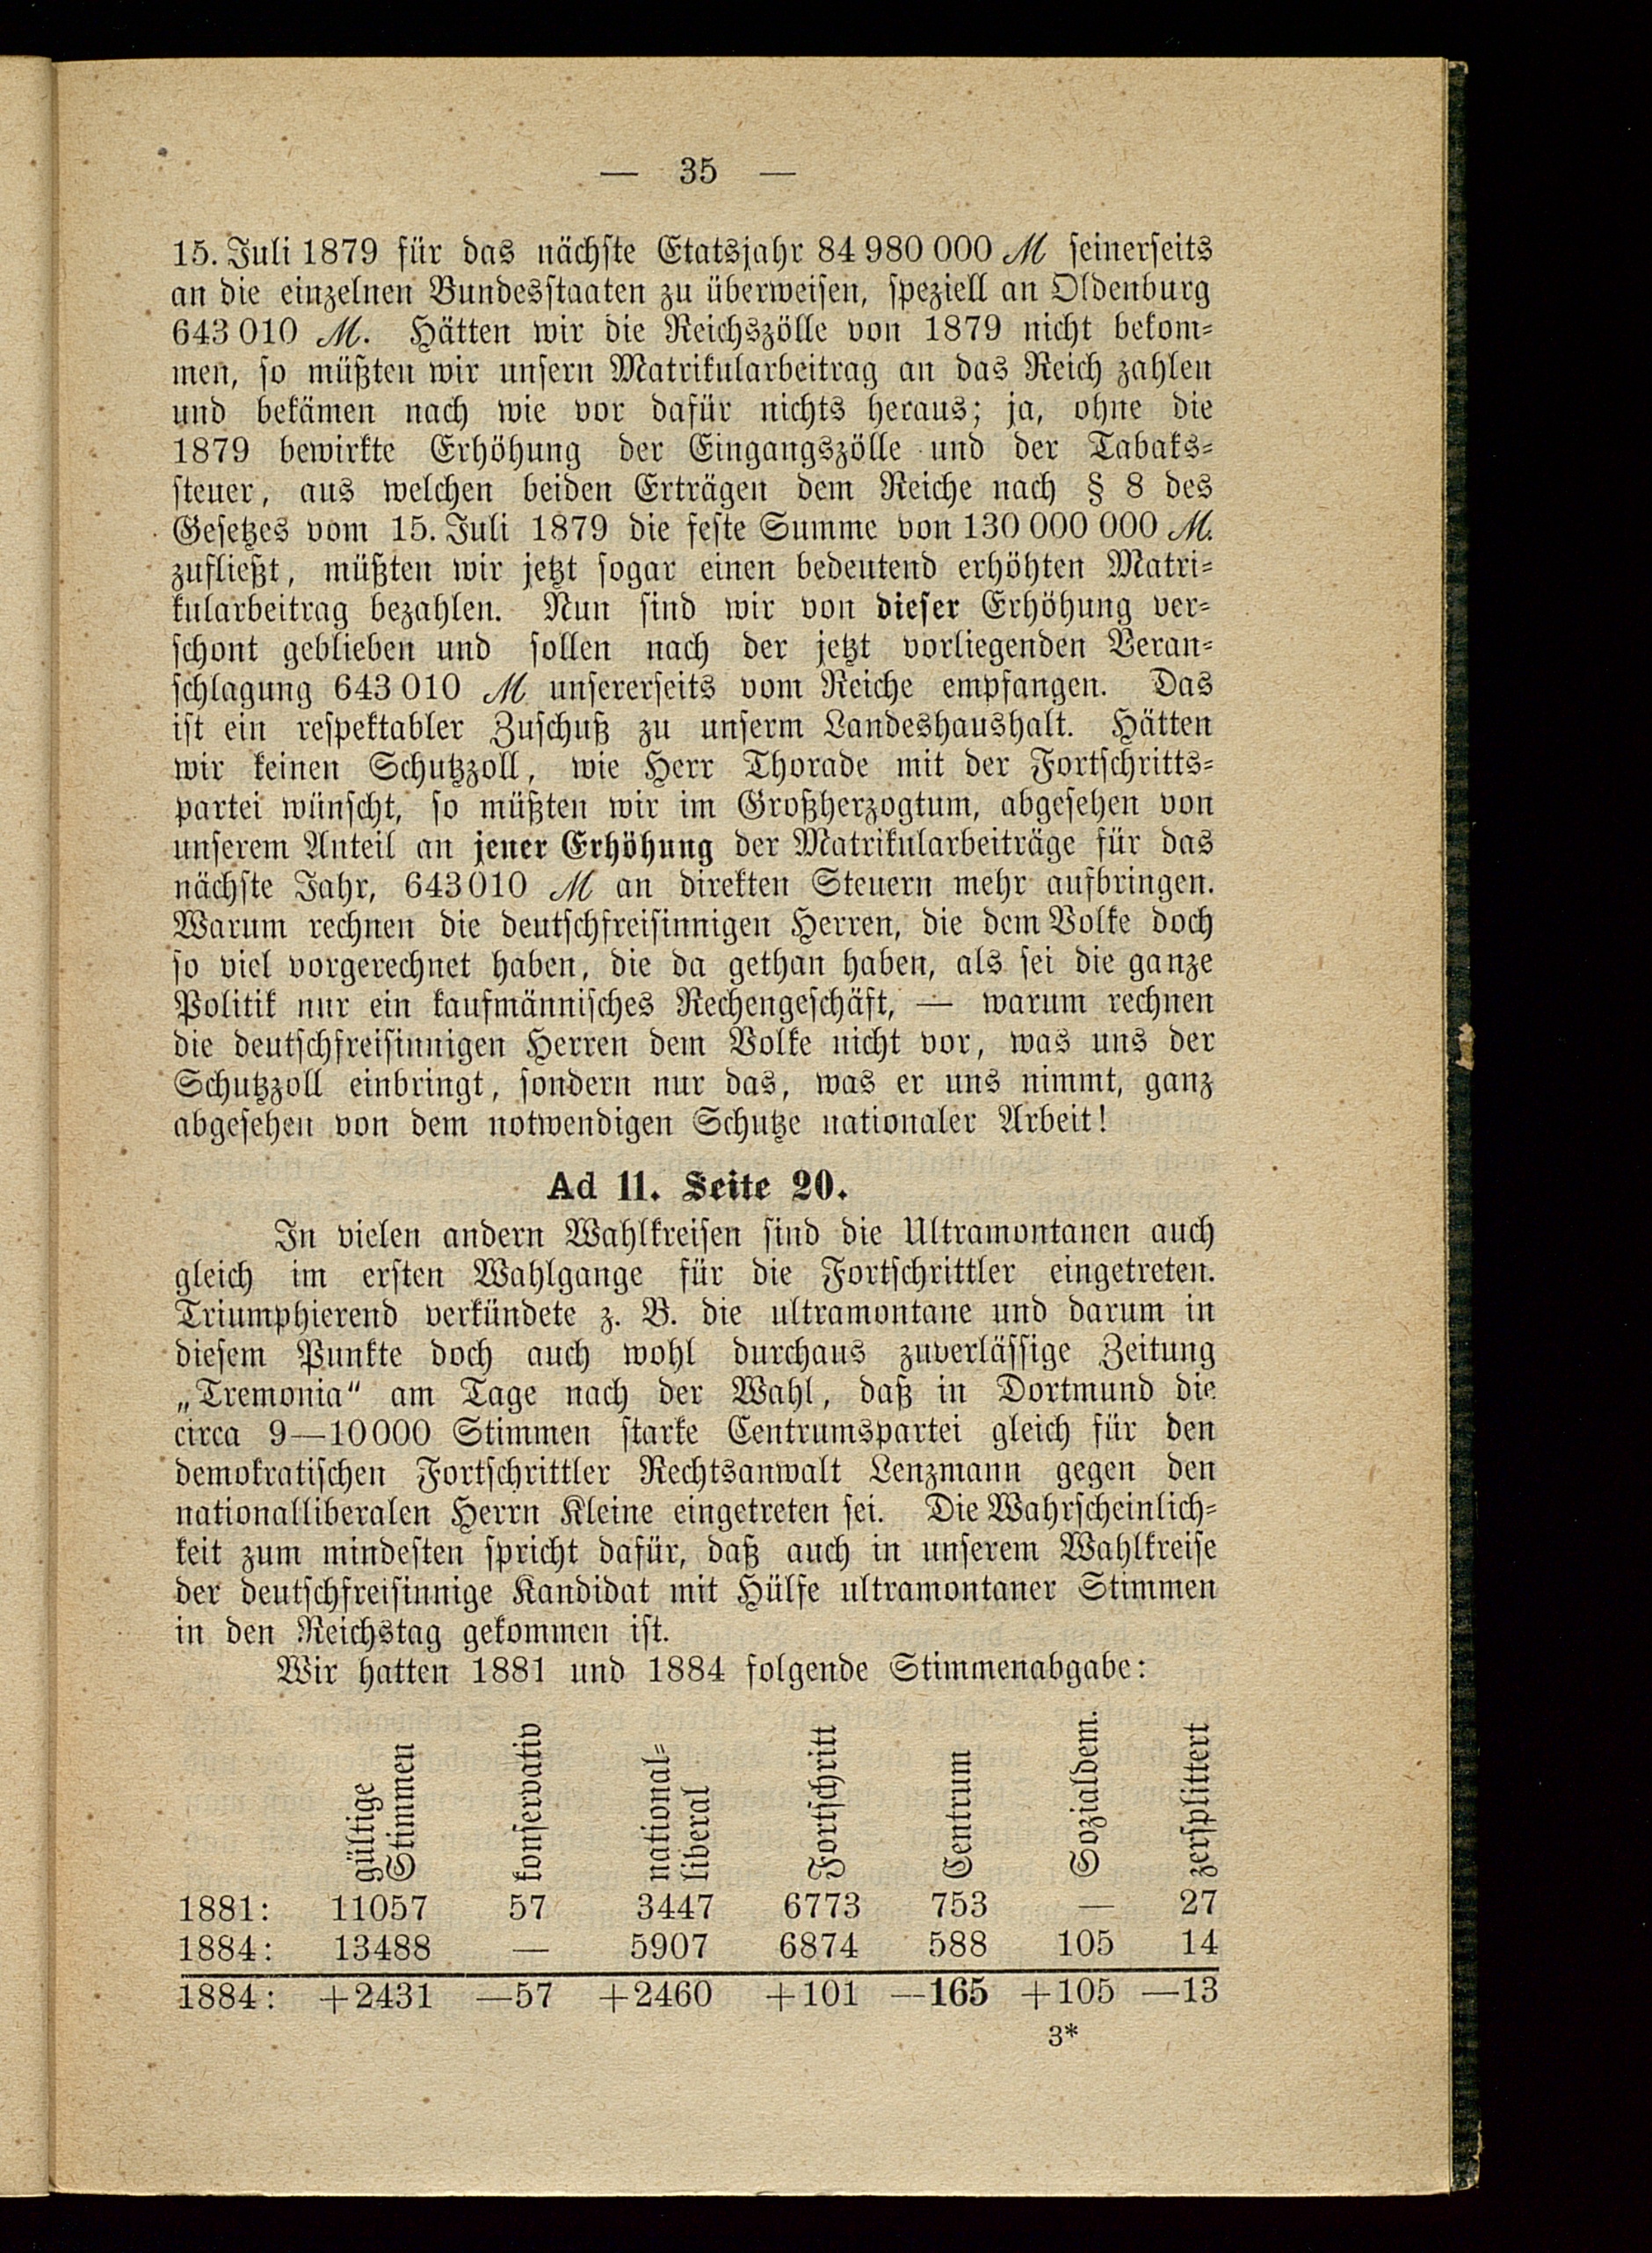 — 35 —
15. Juli 1879 für das nächste Etatsjahr 84 980 000 M seinerseits
an die einzelnen Bundesstaaten zu überweisen, speziell an Oldenburg
643 010 M. Hätten wir die Reichszölle von 1879 nicht bekom-
men, so müßten wir unsern Matrikularbeitrag an das Reich zahlen
und bekämen nach wie vor dafür nichts heraus; ja, ohne die
1879 bewirkte Erhöhung der Eingangszölle und der Tabaks-
steuer, aus welchen beiden Erträgen dem Reiche nach § 8 des
Gesetzes vom 15. Juli 1879 die feste Summe von 130 000 000 M.
zufließt, müßten wir jetzt sogar einen bedeutend erhöhten Matri-
kularbeitrag bezahlen. Nun sind wir von dieser Erhöhung ver-
schont geblieben und sollen nach der jetzt vorliegenden Veran-
schlagung 643 010 M unsererseits vom Reiche empfangen. Das
ist ein respektabler Zuschuß zu unserm Landeshaushalt. Hätten
wir keinen Schutzzoll, wie Herr Thorade mit der Fortschritts-
partei wünscht, so müßten wir im Großherzogtum, abgesehen von
unserem Anteil an jener Erhöhung der Matrikularbeiträge für das
nächste Jahr, 643010 M an direkten Steuern mehr aufbringen.
Warum rechnen die deutschfreisinnigen Herren, die dem Volke doch
so viel vorgerechnet haben, die da gethan haben, als sei die ganze
Politik nur ein kaufmännisches Rechengeschäft, — warum rechnen
die deutschfreisinnigen Herren dem Volke nicht vor, was uns der
Schutzzoll einbringt, sondern nur das, was er uns nimmt, ganz
abgesehen von dem notwendigen Schutze nationaler Arbeit!
Ad 11. Seite 20.
In vielen andern Wahlkreisen sind die Ultramontanen auch
gleich im ersten Wahlgange für die Fortschrittler eingetreten.
Triumphierend verkündete z. B. die ultramontane und darum in
diesem Punkte doch auch wohl durchaus zuverlässige Zeitung
„Tremonia" am Tage nach der Wahl, daß in Dortmund die
circa 9—10000 Stimmen starke Centrumspartei gleich für den
demokratischen Fortschrittler Rechtsanwalt Lenzmann gegen den
nationalliberalen Herrn Kleine eingetreten sei. Die Wahrscheinlich-
keit zum mindesten spricht dafür, daß auch in unserem Wahlkreise
der deutschfreisinnige Kandidat mit Hülfe ultramontaner Stimmen
in den Reichstag gekommen ist.
Wir hatten 1881 und 1884 folgende Stimmenabgabe:
gültige Stimmen konservativ national-liberal Fortschritt Centrum Sozialdem. zersplittert
1881: 11057 57 3447 6773 753 — 27
1884: 13488 — 5907 6874 588 105 14
1884: +2431 —57 +2460 +101 —165 +105 —13
3*